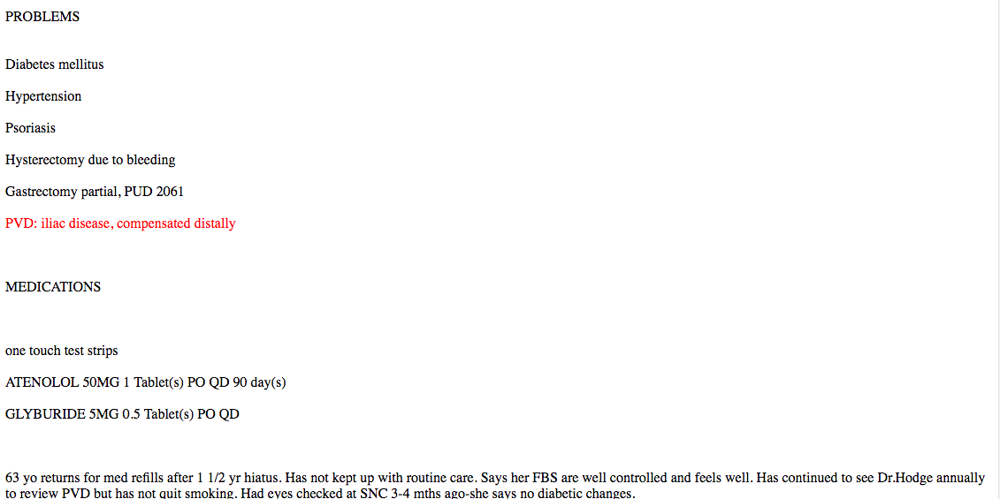 PROBLEMS
Diabetes mellitus
Hypertension
Psoriasis
Hysterectomy due to bleeding
Gastrectomy partial, PUD 2061
PVD: iliac disease, compensated distally
MEDICATIONS
one touch test strips
ATENOLOL 50MG 1 Tablet(s) PO QD 90 day(s)
GLYBURIDE 5MG 0.5 Tablet(s) PO QD
63 yo returns for med refills after 1 1/2 yr hiatus. Has not kept up with routine care. Says her FBS are well controlled and feels well. Has continued to see Dr.Hodge annually
to review PVD but has not quit smoking. Had eyes checked at SNC 3-4 mths ago-she says no diabetic changes.